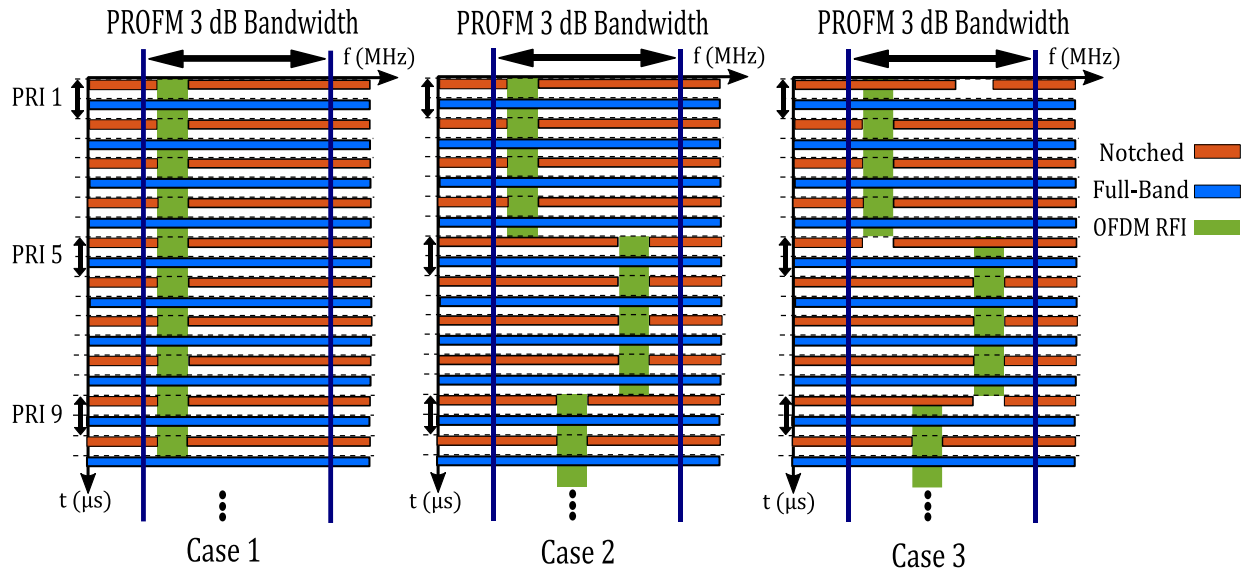 PROFM 3 dB Bandwidth
PROFM 3 dB Bandwidth
PROFM 3 dB Bandwidth
f (MHz)
f (MHz)
f (MHz)
PRI 1
PRI 5
PRI 9
Notched
Full-Band
OFDM RFI
t (μs)
t (μs)
t (μs)
Case 1
Case 2
Case 3